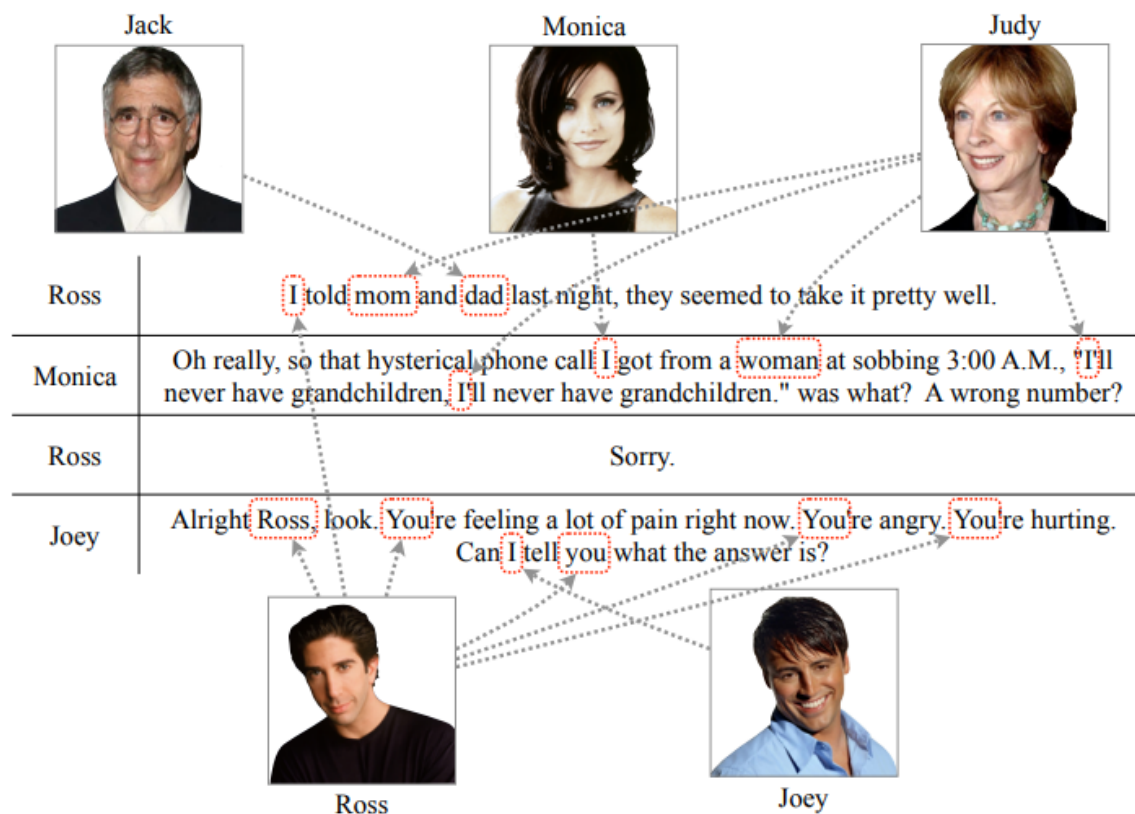 Jack
Monica
Judy
Ross
I told mom and dad last night, they seemed to take it pretty well.
Monica
Oh really, so that hysterical phone call I got from a woman at sobbing 3:00 A.M., "I'll
never have grandchildren, I'll never have grandchildren." was what? A wrong number?
Ross
Sorry.
Joey
Alright Ross, look. You're feeling a lot of pain right now. You're angry. You're hurting.
Can I tell you what the answer is?
Ross
Joey